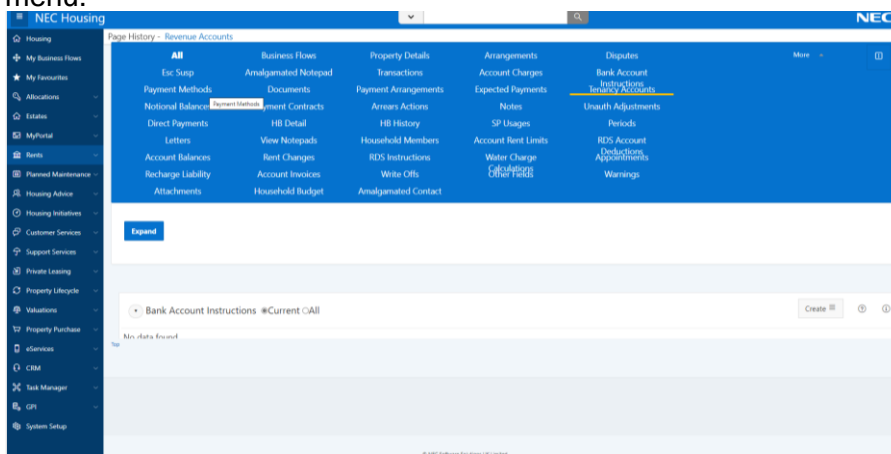 menu.
NEC Housing
NEC
Housing
Page History - Revenue Accounts
My Business Flows
My Favourites
Allocations
Estates
MyPortal
Rents
Planned Maintenance
Housing Advice
Housing Initiatives
Customer Services
Support Services
Private Leasing
Property Lifecycle
Valuations
Property Purchase
eServices
CRM
Task Manager
GPI
System Setup
All Business Flows Property Details Arrangements Disputes More
Esc Susp Amalgamated Notepad Transactions Account Charges Bank Account Instructions
Payment Methods Documents Payment Arrangements Expected Payments Tenancy Accounts
Notional Balances Payment Methods yment Contracts Arrears Actions Notes Unauth Adjustments
Direct Payments HB Detail HB History SP Usages Periods
Letters View Notepads Household Members Account Rent Limits RDS Account Deductions
Account Balances Rent Changes RDS Instructions Water Charge Calculations Appointments
Recharge Liability Account Invoices Write Offs Other Fields Warnings
Attachments Household Budget Amalgamated Contact
Expand
Bank Account Instructions Current All Create
No data found
Top